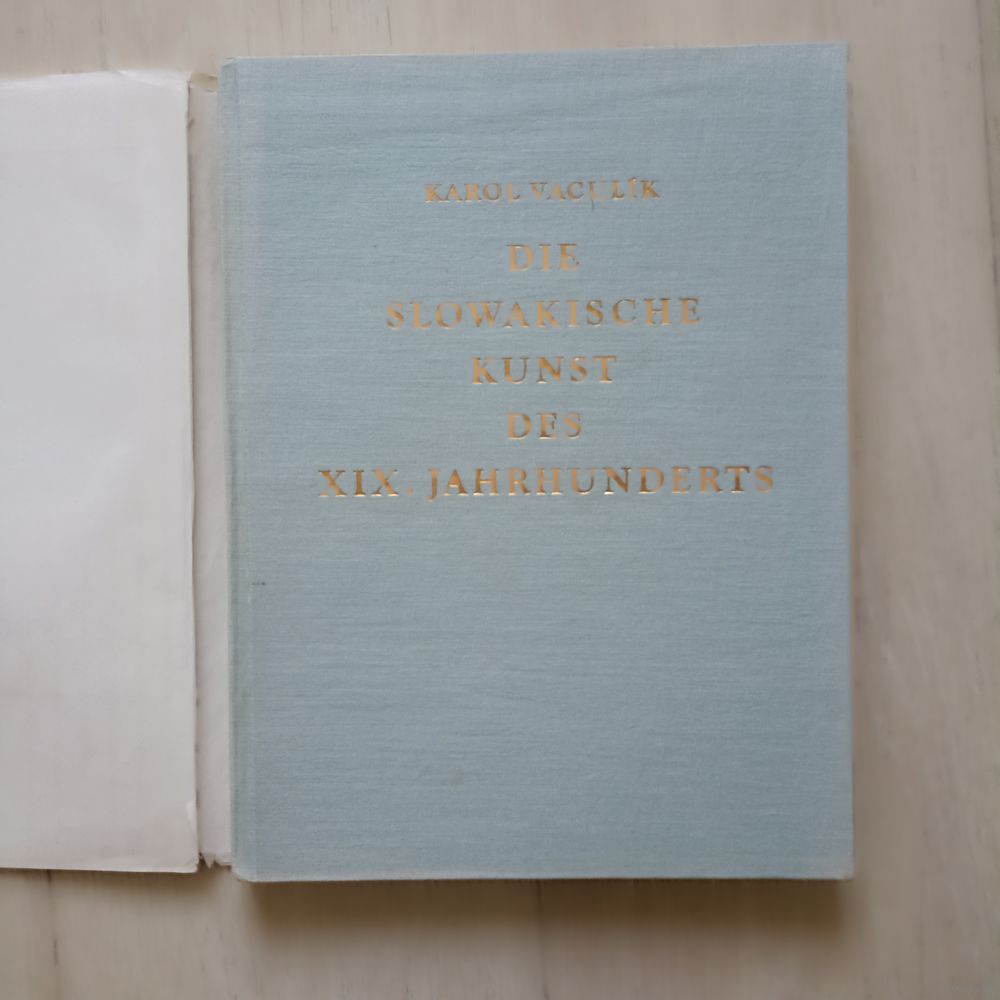 KAROL VACULÍK
DIE
SLOWAKISCHE
KUNST
DES
XIX. JAHRHUNDERTS